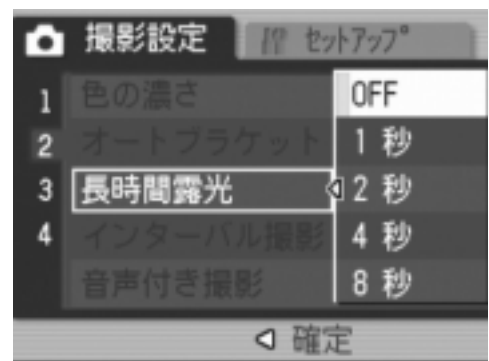 撮影設定 セットアップ
1 色の濃さ OFF
2 オートブラケット 1 秒
3 長時間露光 2 秒
4 インターバル撮影 4 秒
音声付き撮影 8 秒
確定